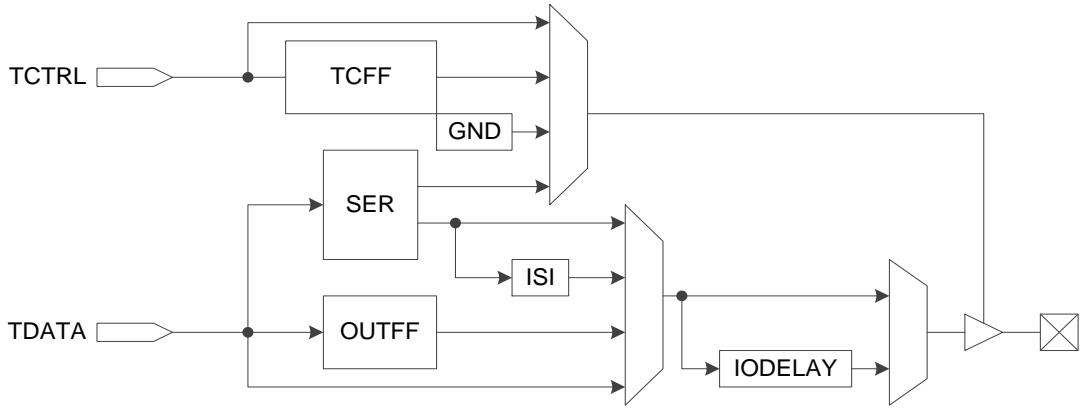 TCTRL
TCFF
GND
SER
ISI
TDATA
OUTFF
IODELAY